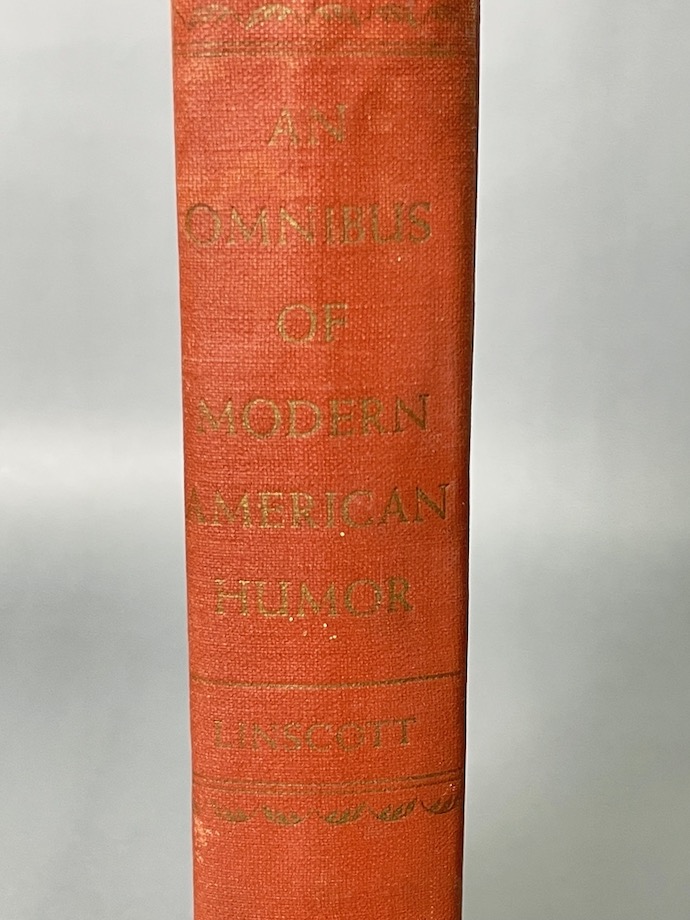 AN
OMNIBUS
OF
MODERN
AMERICAN
HUMOR
LINSCOTT